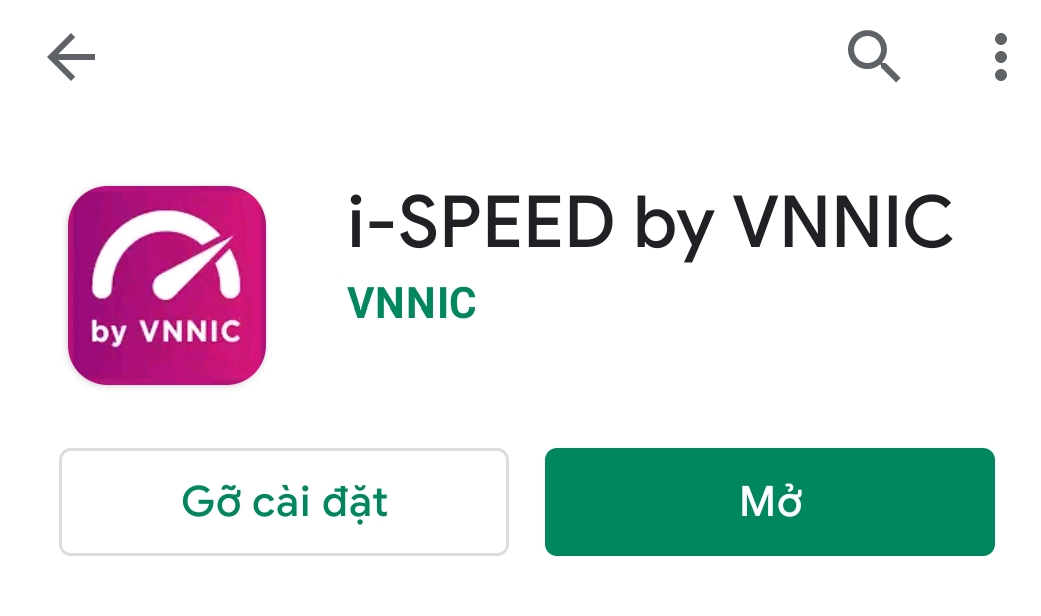 i-SPEED by VNNIC
VNNIC
by VNNIC
Gỡ cài đặt
Mở